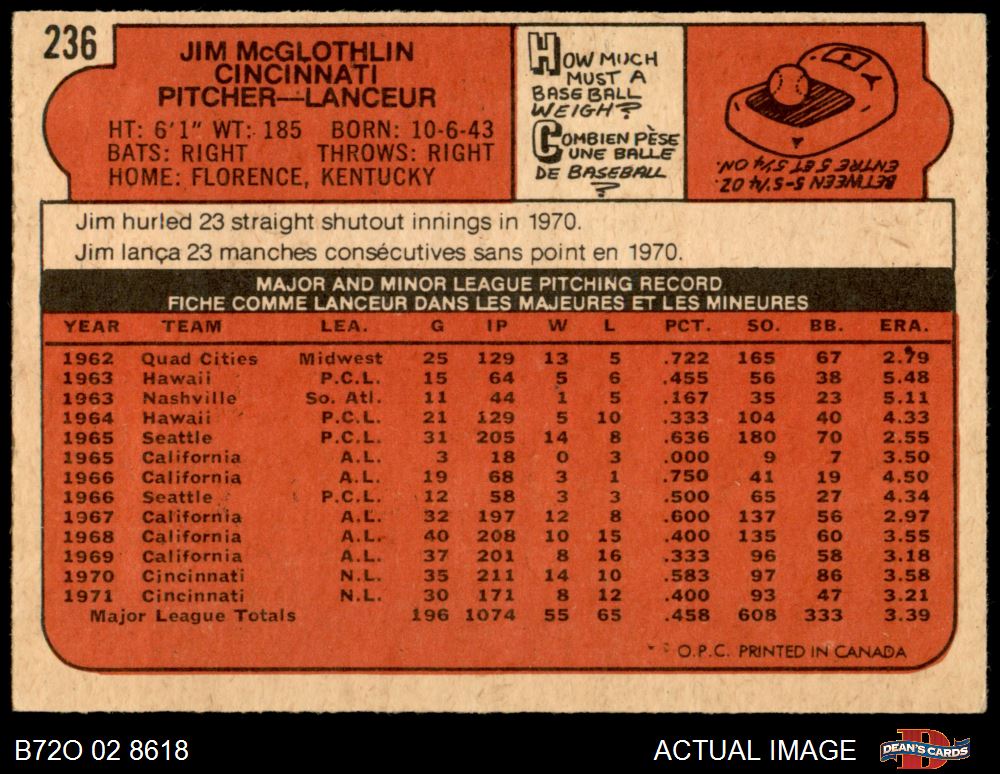 236
JIM McGLOTHLIN
CINCINNATI
PITCHER—LANCEUR
HT: 6'1" WT: 185 BORN: 10-6-43
BATS: RIGHT THROWS: RIGHT
HOME: FLORENCE, KENTUCKY
HOW MUCH
MUST A
BASEBALL
WEIGH?
COMBIEN PÈSE
UNE BALLE
DE BASEBALL
?
BETWEEN 5-5¼ OZ.
ENTRE 5 ET 5¼ ON.
Jim hurled 23 straight shutout innings in 1970.
Jim lança 23 manches consécutives sans point en 1970.
MAJOR AND MINOR LEAGUE PITCHING RECORD
FICHE COMME LANCEUR DANS LES MAJEURES ET LES MINEURES
YEAR TEAM LEA. G IP W L PCT. SO. BB. ERA.
1962 Quad Cities Midwest 25 129 13 5 .722 165 67 2.79
1963 Hawaii P.C.L. 15 64 5 6 .455 56 38 5.48
1963 Nashville So. Atl. 11 44 1 5 .167 35 23 5.11
1964 Hawaii P.C.L. 21 129 5 10 .333 104 40 4.33
1965 Seattle P.C.L. 31 205 14 8 .636 180 70 2.55
1965 California A.L. 3 18 0 3 .000 9 7 3.50
1966 California A.L. 19 68 3 1 .750 41 19 4.50
1966 Seattle P.C.L. 12 58 3 3 .500 65 27 4.34
1967 California A.L. 32 197 12 8 .600 137 56 2.97
1968 California A.L. 40 208 10 15 .400 135 60 3.55
1969 California A.L. 37 201 8 16 .333 96 58 3.18
1970 Cincinnati N.L. 35 211 14 10 .583 97 86 3.58
1971 Cincinnati N.L. 30 171 8 12 .400 93 47 3.21
Major League Totals 196 1074 55 65 .458 608 333 3.39
O.P.C. PRINTED IN CANADA
B72O 02 8618
ACTUAL IMAGE
DEAN'S CARDS